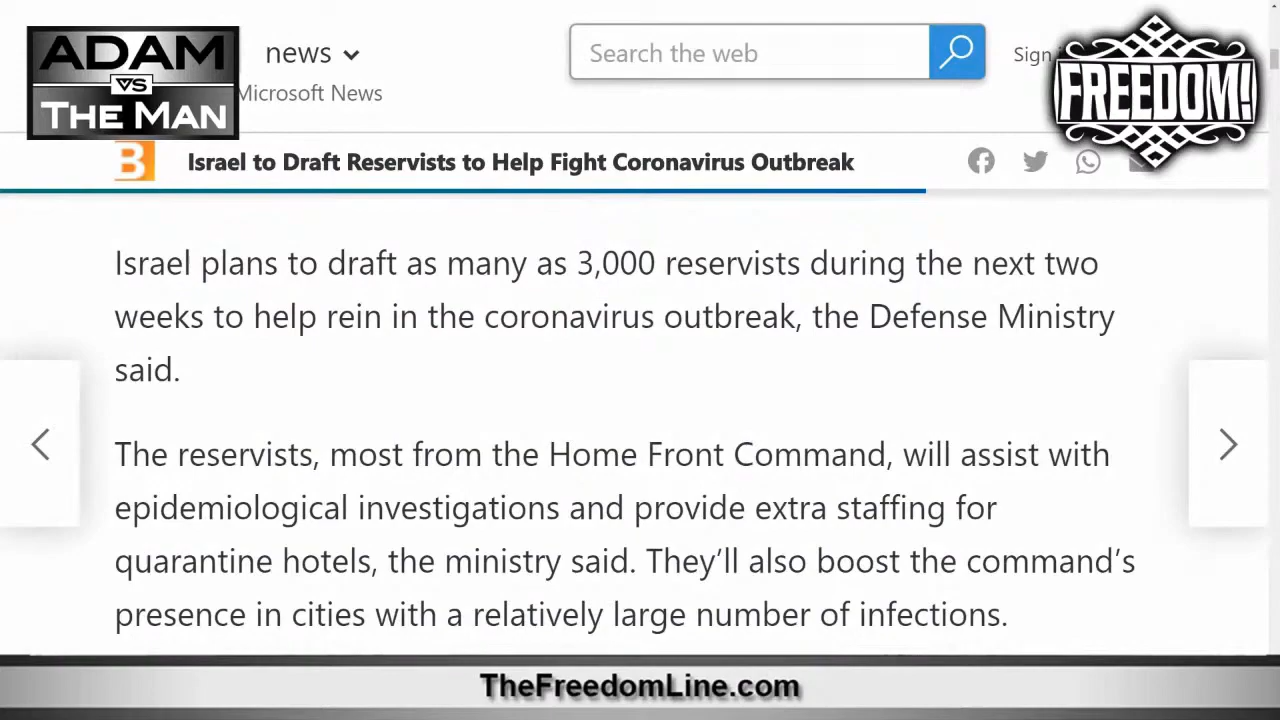 ADAM
VS
THE MAN
news
Search the web
Sign
FREEDOM!
Microsoft News
B
Israel to Draft Reservists to Help Fight Coronavirus Outbreak
Israel plans to draft as many as 3,000 reservists during the next two
weeks to help rein in the coronavirus outbreak, the Defense Ministry
said.
The reservists, most from the Home Front Command, will assist with
epidemiological investigations and provide extra staffing for
quarantine hotels, the ministry said. They’ll also boost the command’s
presence in cities with a relatively large number of infections.
TheFreedomLine.com